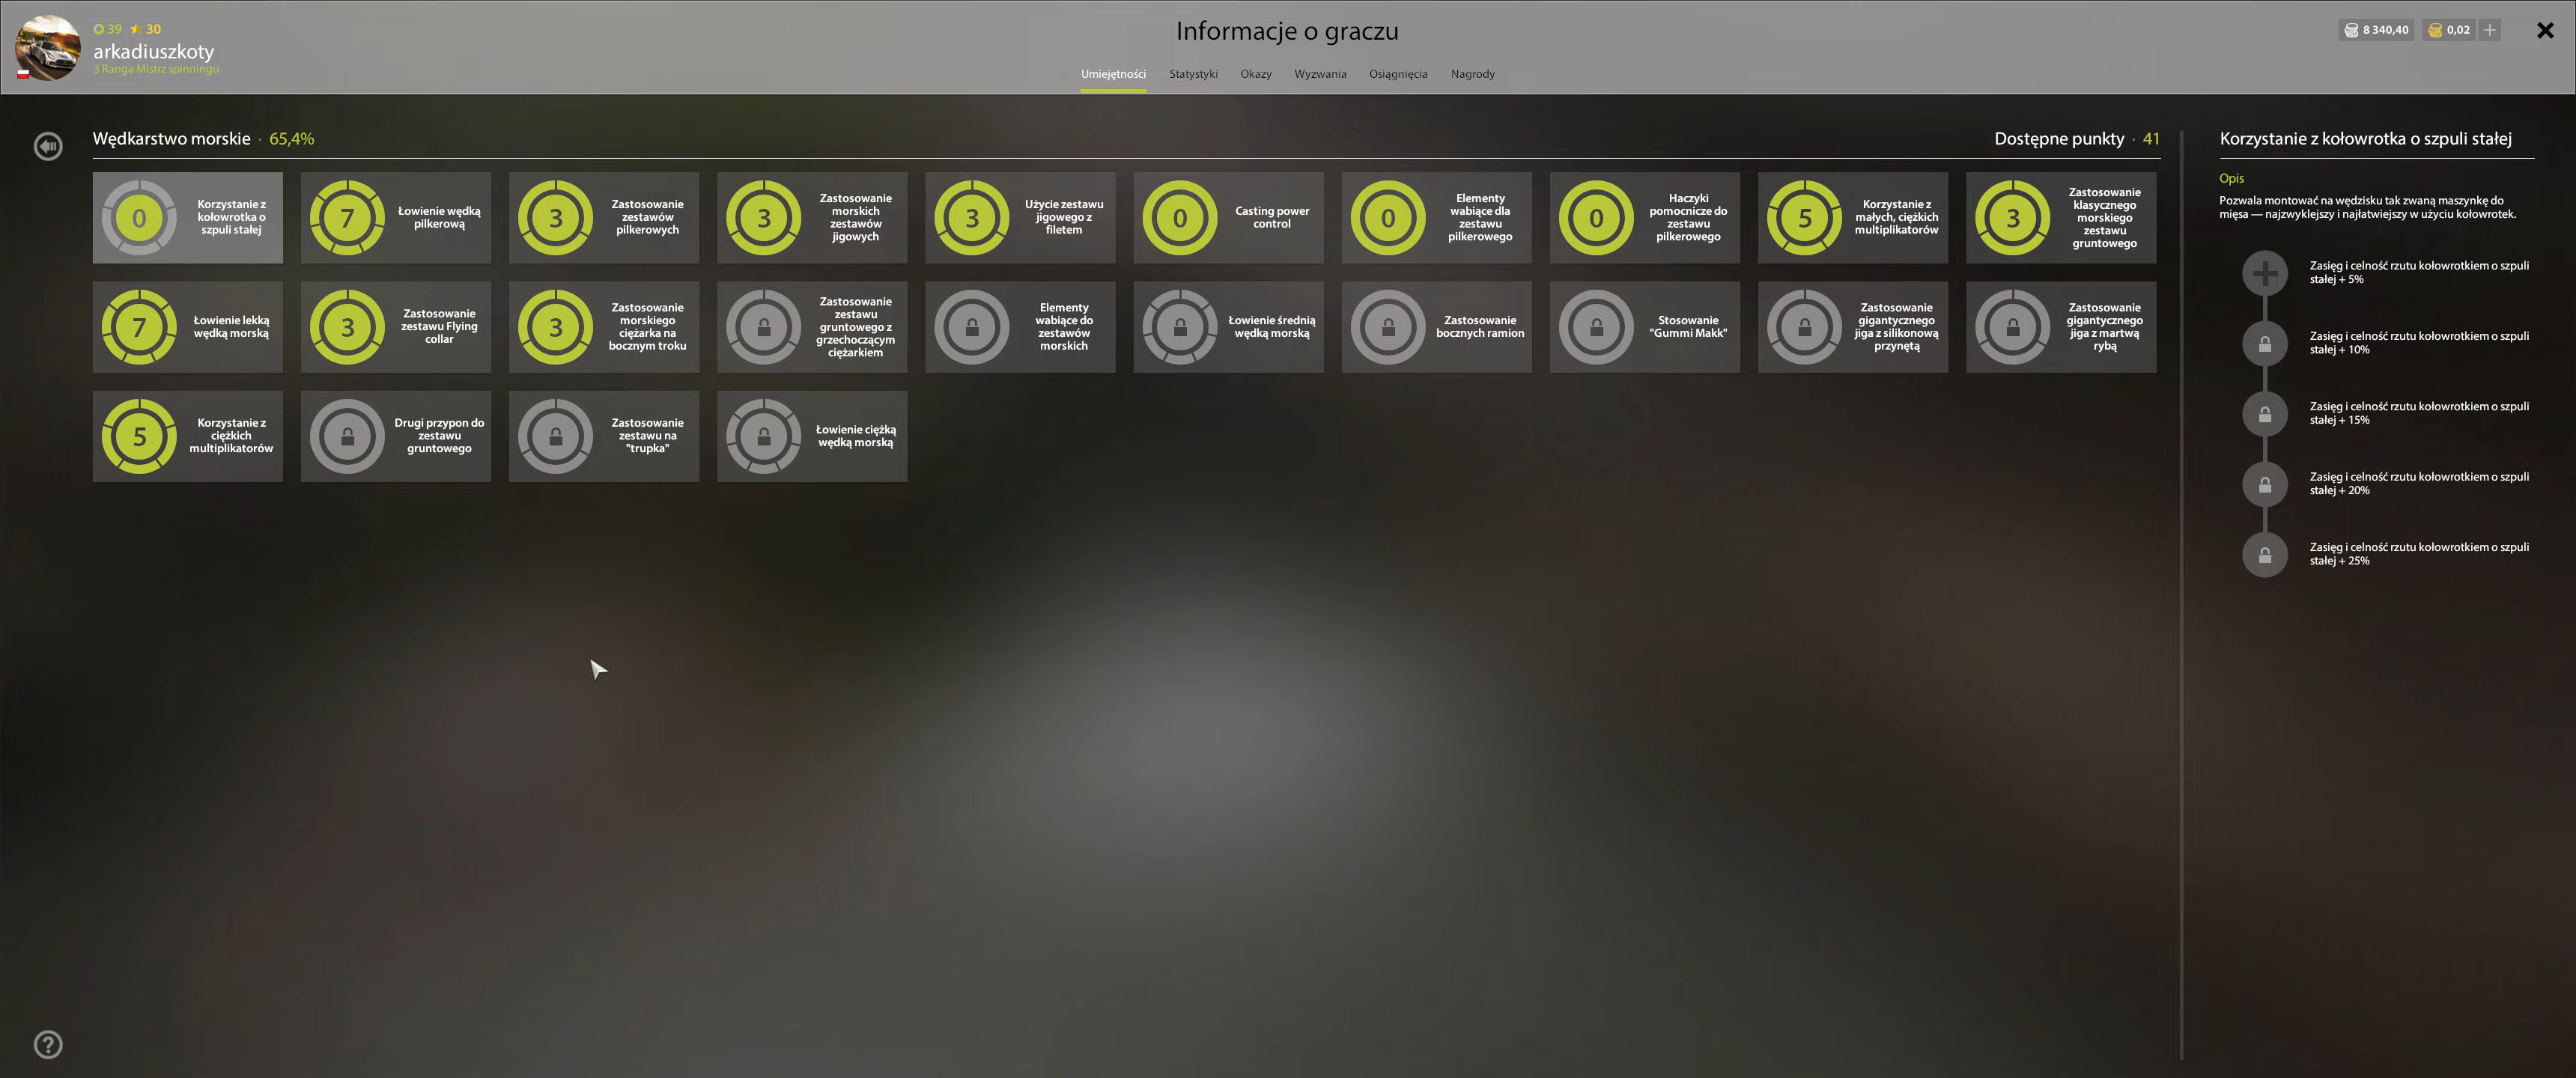 39 30
arkadiuszkoty
3 Ranga Mistrz spinningu
Informacje o graczu
8 340,40
0,02
Umiejętności
Statystyki
Okazy
Wyzwania
Osiągnięcia
Nagrody
Wędkarstwo morskie · 65,4%
Dostępne punkty · 41
0
Korzystanie z
kołowrotka o
szpuli stałej
7
Łowienie wędką
pilkerową
3
Zastosowanie
zestawów
pilkerowych
3
Zastosowanie
morskich
zestawów
jigowych
3
Użycie zestawu
jigowego z
filetem
0
Casting power
control
0
Elementy
wabiące dla
zestawu
pilkerowego
0
Haczyki
pomocnicze do
zestawu
pilkerowego
5
Korzystanie z
małych, ciężkich
multiplikatorów
3
Zastosowanie
klasycznego
morskiego
zestawu
gruntowego
7
Łowienie lekką
wędką morską
3
Zastosowanie
zestawu Flying
collar
3
Zastosowanie
morskiego
ciężarka na
bocznym troku
Zastosowanie
zestawu
gruntowego z
grzechoczącym
ciężarkiem
Elementy
wabiące do
zestawów
morskich
Łowienie średnią
wędką morską
Zastosowanie
bocznych ramion
Stosowanie
"Gummi Makk"
Zastosowanie
gigantycznego
jiga z silikonową
przynętą
Zastosowanie
gigantycznego
jiga z martwą
rybą
5
Korzystanie z
ciężkich
multiplikatorów
Drugi przypon do
zestawu
gruntowego
Zastosowanie
zestawu na
"trupka"
Łowienie ciężką
wędką morską
Korzystanie z kołowrotka o szpuli stałej
Opis
Pozwala montować na wędzisku tak zwaną maszynkę do
mięsa — najzwyklejszy i najłatwiejszy w użyciu kołowrotek.
Zasięg i celność rzutu kołowrotkiem o szpuli
stałej + 5%
Zasięg i celność rzutu kołowrotkiem o szpuli
stałej + 10%
Zasięg i celność rzutu kołowrotkiem o szpuli
stałej + 15%
Zasięg i celność rzutu kołowrotkiem o szpuli
stałej + 20%
Zasięg i celność rzutu kołowrotkiem o szpuli
stałej + 25%